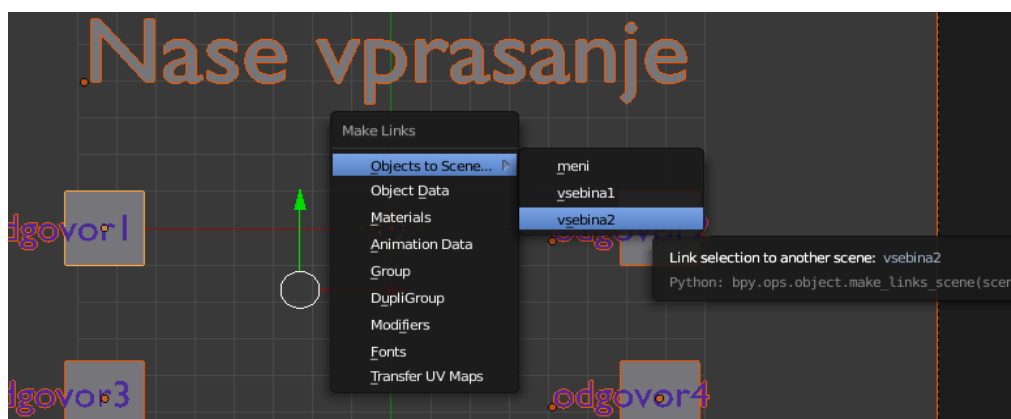 Nase vprasanje
Make Links
Objects to Scene...
Object Data
Materials
Animation Data
Group
DupliGroup
Modifiers
Fonts
Transfer UV Maps
meni
vsebina1
vsebina2
Link selection to another scene: vsebina2
Python: bpy.ops.object.make_links_scene(scen
dgovor1
dgovor3
odgovor4